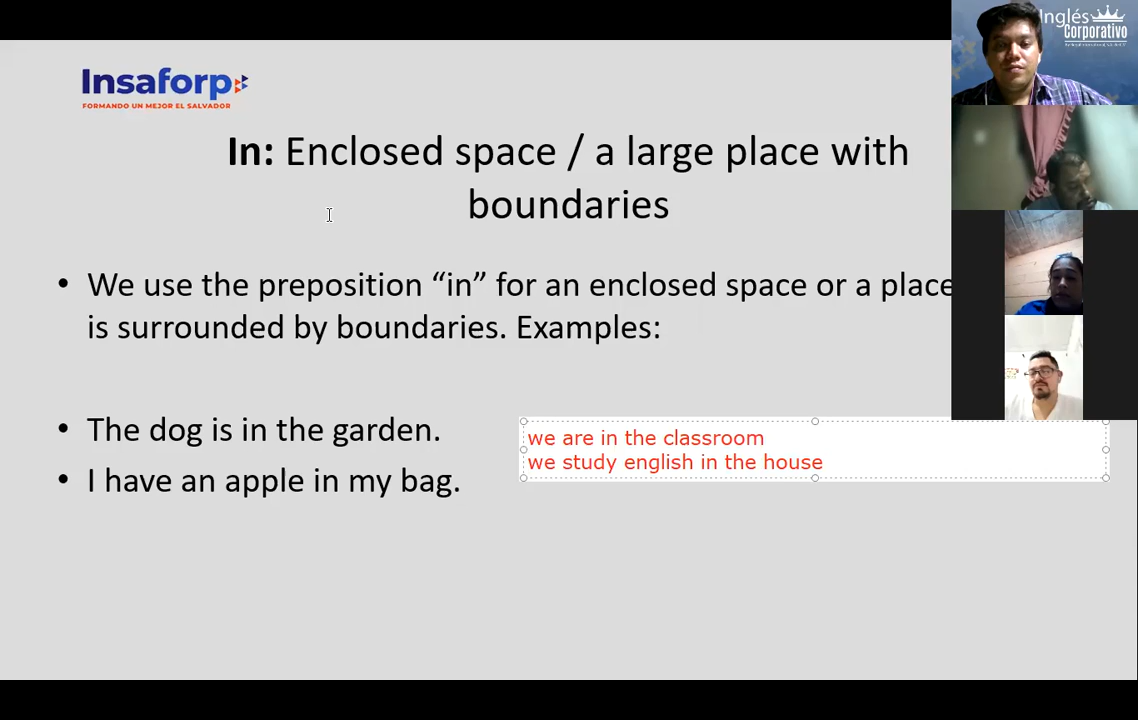 Inglés
Corporativo
Insaforp
FORMANDO UN MEJOR EL SALVADOR
In: Enclosed space / a large place with
boundaries
• We use the preposition “in” for an enclosed space or a place
is surrounded by boundaries. Examples:
• The dog is in the garden.
• I have an apple in my bag.
we are in the classroom
we study english in the house